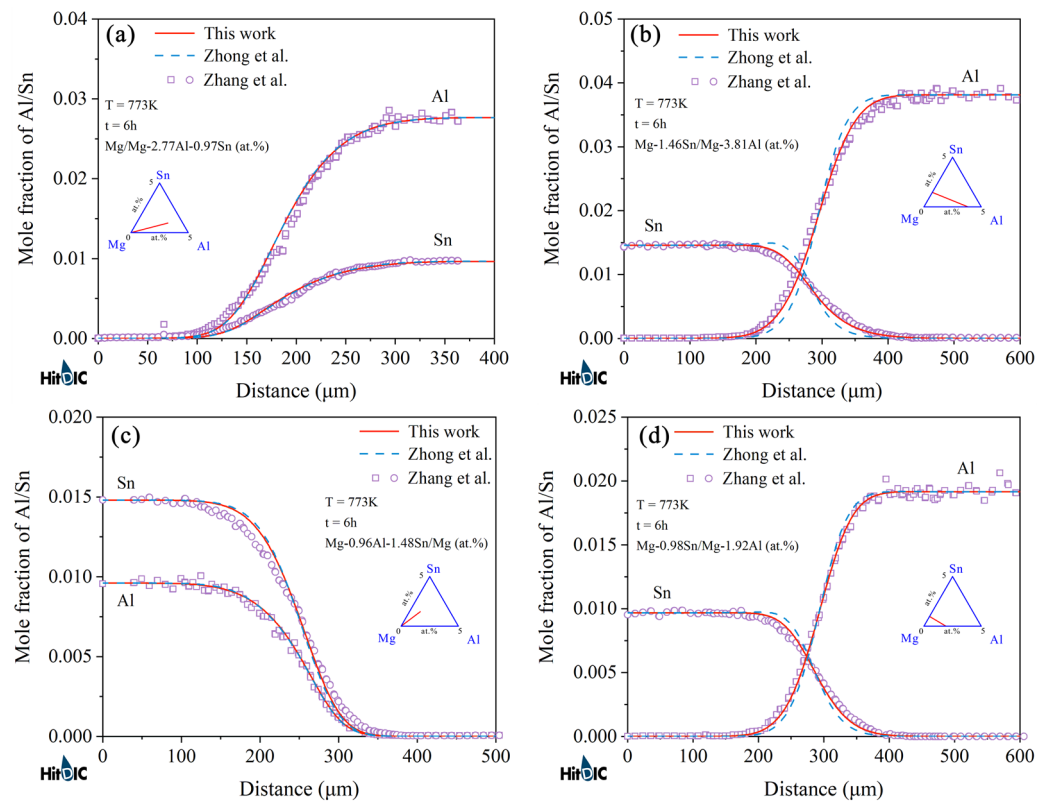 (a)
This work
Zhong et al.
Zhang et al.
Al
T = 773K
t = 6h
Mg/Mg-2.77Al-0.97Sn (at.%)
Sn
5
at.%
0
at.%
5
Mg
Al
Sn
0.04
0.03
0.02
0.01
0.00
0
50
100
150
200
250
300
350
400
Mole fraction of Al/Sn
Distance (μm)
HitDIC
(b)
This work
Zhong et al.
Zhang et al.
Al
T = 773K
t = 6h
Mg-1.46Sn/Mg-3.81Al (at.%)
Sn
5
at.%
0
at.%
5
Mg
Al
Sn
0.05
0.04
0.03
0.02
0.01
0.00
0
100
200
300
400
500
600
Mole fraction of Al/Sn
Distance (μm)
HitDIC
(c)
This work
Zhong et al.
Zhang et al.
Sn
T = 773K
t = 6h
Mg-0.96Al-1.48Sn/Mg (at.%)
Al
Sn
5
at.%
0
at.%
5
Mg
Al
0.020
0.015
0.010
0.005
0.000
0
100
200
300
400
500
Mole fraction of Al/Sn
Distance (μm)
HitDIC
(d)
This work
Zhong et al.
Zhang et al.
Al
T = 773K
t = 6h
Mg-0.98Sn/Mg-1.92Al (at.%)
Sn
Sn
5
at.%
0
at.%
5
Mg
Al
0.025
0.020
0.015
0.010
0.005
0.000
0
100
200
300
400
500
600
Mole fraction of Al/Sn
Distance (μm)
HitDIC